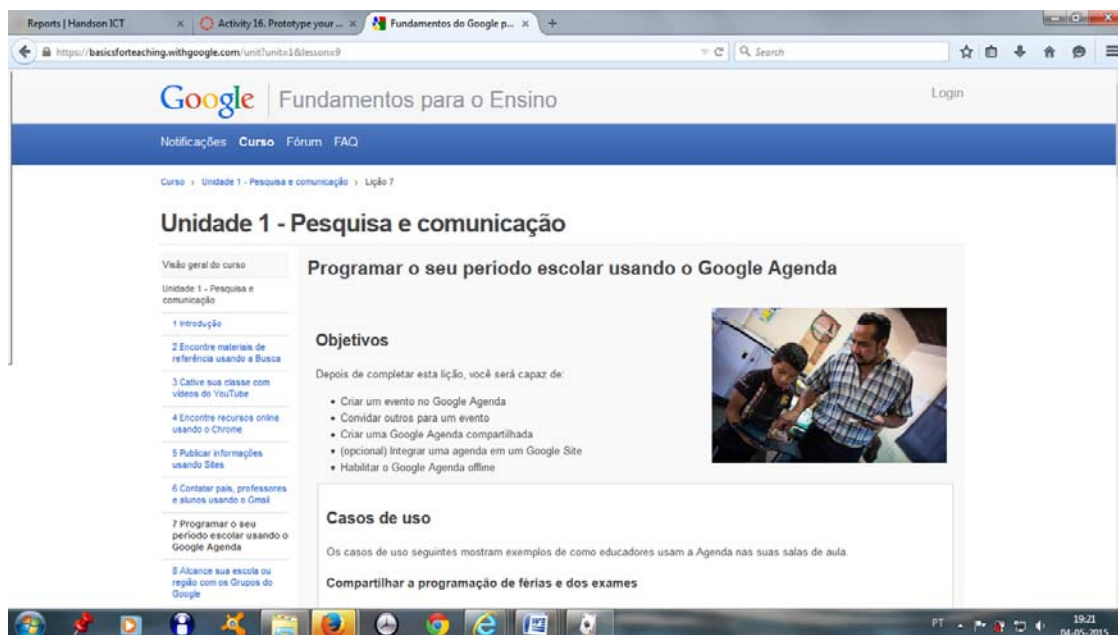 Reports | Handson ICT
Activity 16. Prototype your ...
Fundamentos do Google p...
https://basicsforteaching.withgoogle.com/unit?unit=1&lesson=9
Search
Google Fundamentos para o Ensino
Login
Notificações Curso Fórum FAQ
Curso › Unidade 1 - Pesquisa e comunicação › Lição 7
Unidade 1 - Pesquisa e comunicação
Visão geral do curso
Unidade 1 - Pesquisa e
comunicação
1 Introdução
2 Encontre materiais de
referência usando a Busca
3 Cative sua classe com
vídeos do YouTube
4 Encontre recursos online
usando o Chrome
5 Publicar informações
usando Sites
6 Contatar pais, professores
e alunos usando o Gmail
7 Programar o seu
período escolar usando o
Google Agenda
8 Alcance sua escola ou
região com os Grupos do
Google
Programar o seu período escolar usando o Google Agenda
Objetivos
Depois de completar esta lição, você será capaz de:
• Criar um evento no Google Agenda
• Convidar outros para um evento
• Criar uma Google Agenda compartilhada
• (opcional) Integrar uma agenda em um Google Site
• Habilitar o Google Agenda offline
Casos de uso
Os casos de uso seguintes mostram exemplos de como educadores usam a Agenda nas suas salas de aula.
Compartilhar a programação de férias e dos exames
PT
19:21
04-05-2015